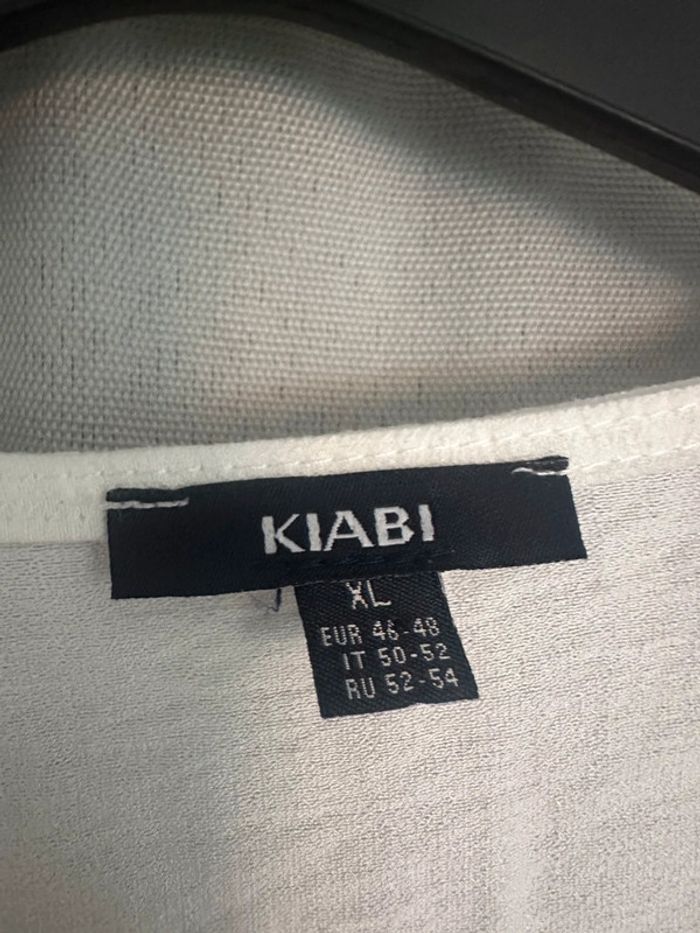 KIABI
XL
EUR 46-48
IT 50-52
RU 52-54